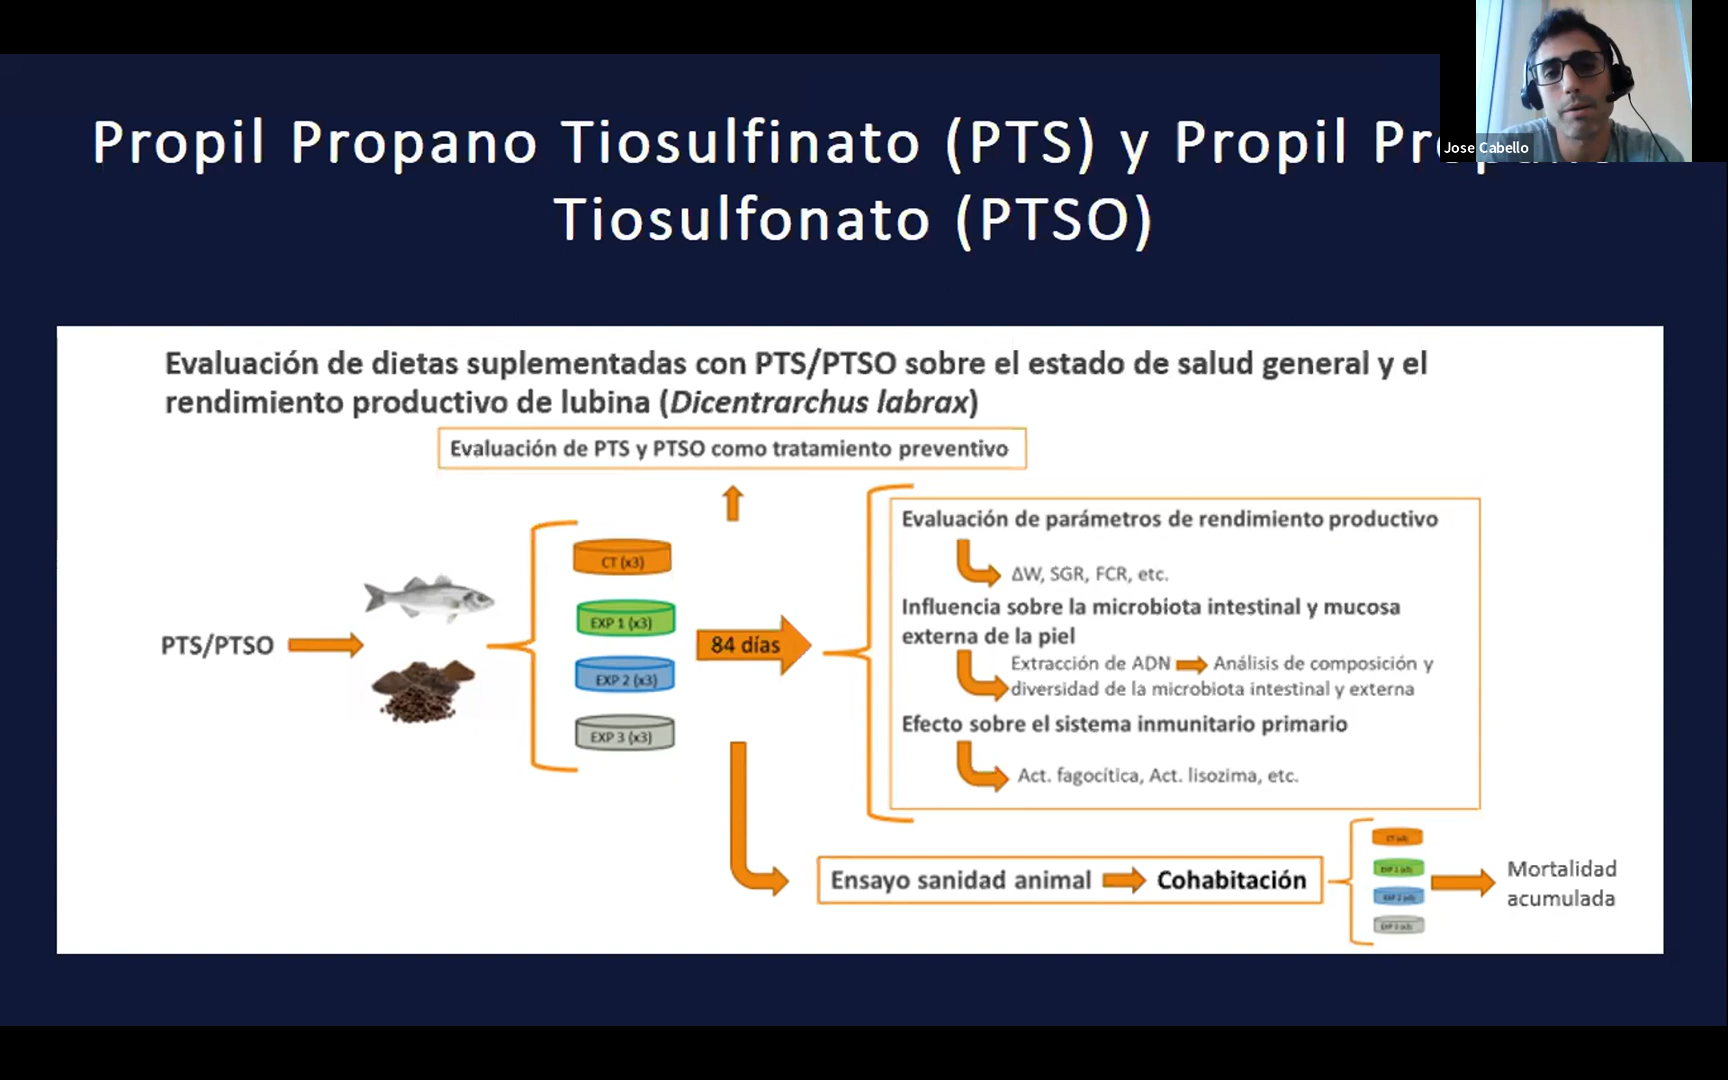 Propil Propano Tiosulfinato (PTS) y Propil
Tiosulfonato (PTSO)
Jose Cabello
Evaluación de dietas suplementadas con PTS/PTSO sobre el estado de salud general y el
rendimiento productivo de lubina (Dicentrarchus labrax)
Evaluación de PTS y PTSO como tratamiento preventivo
PTS/PTSO
CT (x3)
EXP 1 (x3)
EXP 2 (x3)
EXP 3 (x3)
84 días
Evaluación de parámetros de rendimiento productivo
ΔW, SGR, FCR, etc.
Influencia sobre la microbiota intestinal y mucosa
externa de la piel
Extracción de ADN Análisis de composición y
diversidad de la microbiota intestinal y externa
Efecto sobre el sistema inmunitario primario
Act. fagocítica, Act. lisozima, etc.
Ensayo sanidad animal Cohabitación
Mortalidad
acumulada